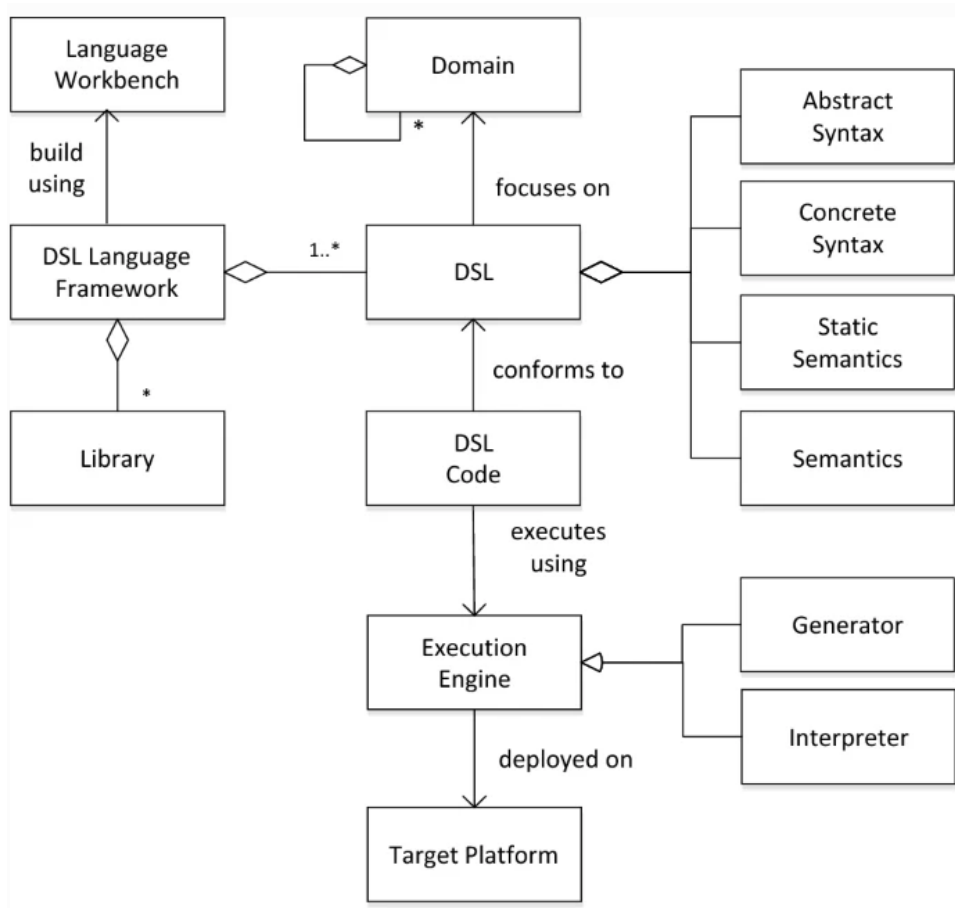 Language
Workbench
Domain
*
Abstract
Syntax
build
using
focuses on
Concrete
Syntax
DSL Language
Framework
1..*
DSL
Static
Semantics
conforms to
*
Library
DSL
Code
Semantics
executes
using
Generator
Execution
Engine
Interpreter
deployed on
Target Platform